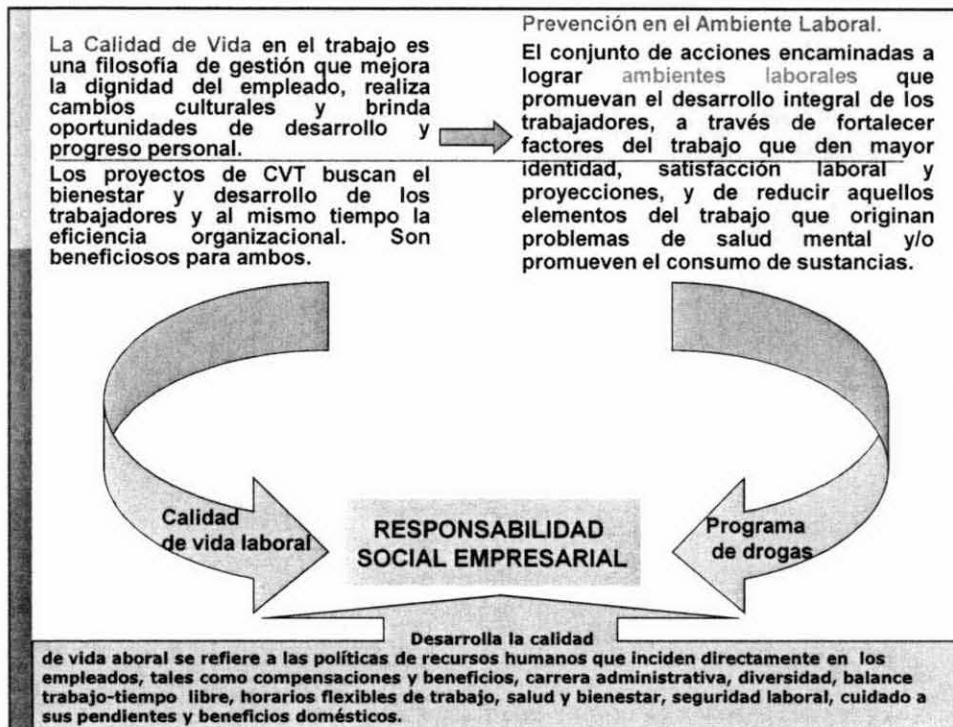 La Calidad de Vida en el trabajo es
una filosofía de gestión que mejora
la dignidad del empleado, realiza
cambios culturales y brinda
oportunidades de desarrollo y
progreso personal.
Los proyectos de CVT buscan el
bienestar y desarrollo de los
trabajadores y al mismo tiempo la
eficiencia organizacional. Son
beneficiosos para ambos.
Prevención en el Ambiente Laboral.
El conjunto de acciones encaminadas a
lograr ambientes laborales que
promuevan el desarrollo integral de los
trabajadores, a través de fortalecer
factores del trabajo que den mayor
identidad, satisfacción laboral y
proyecciones, y de reducir aquellos
elementos del trabajo que originan
problemas de salud mental y/o
promueven el consumo de sustancias.
Calidad
de vida laboral
RESPONSABILIDAD
SOCIAL EMPRESARIAL
Programa
de drogas
Desarrolla la calidad
de vida aboral se refiere a las políticas de recursos humanos que inciden directamente en los
empleados, tales como compensaciones y beneficios, carrera administrativa, diversidad, balance
trabajo-tiempo libre, horarios flexibles de trabajo, salud y bienestar, seguridad laboral, cuidado a
sus pendientes y beneficios domésticos.